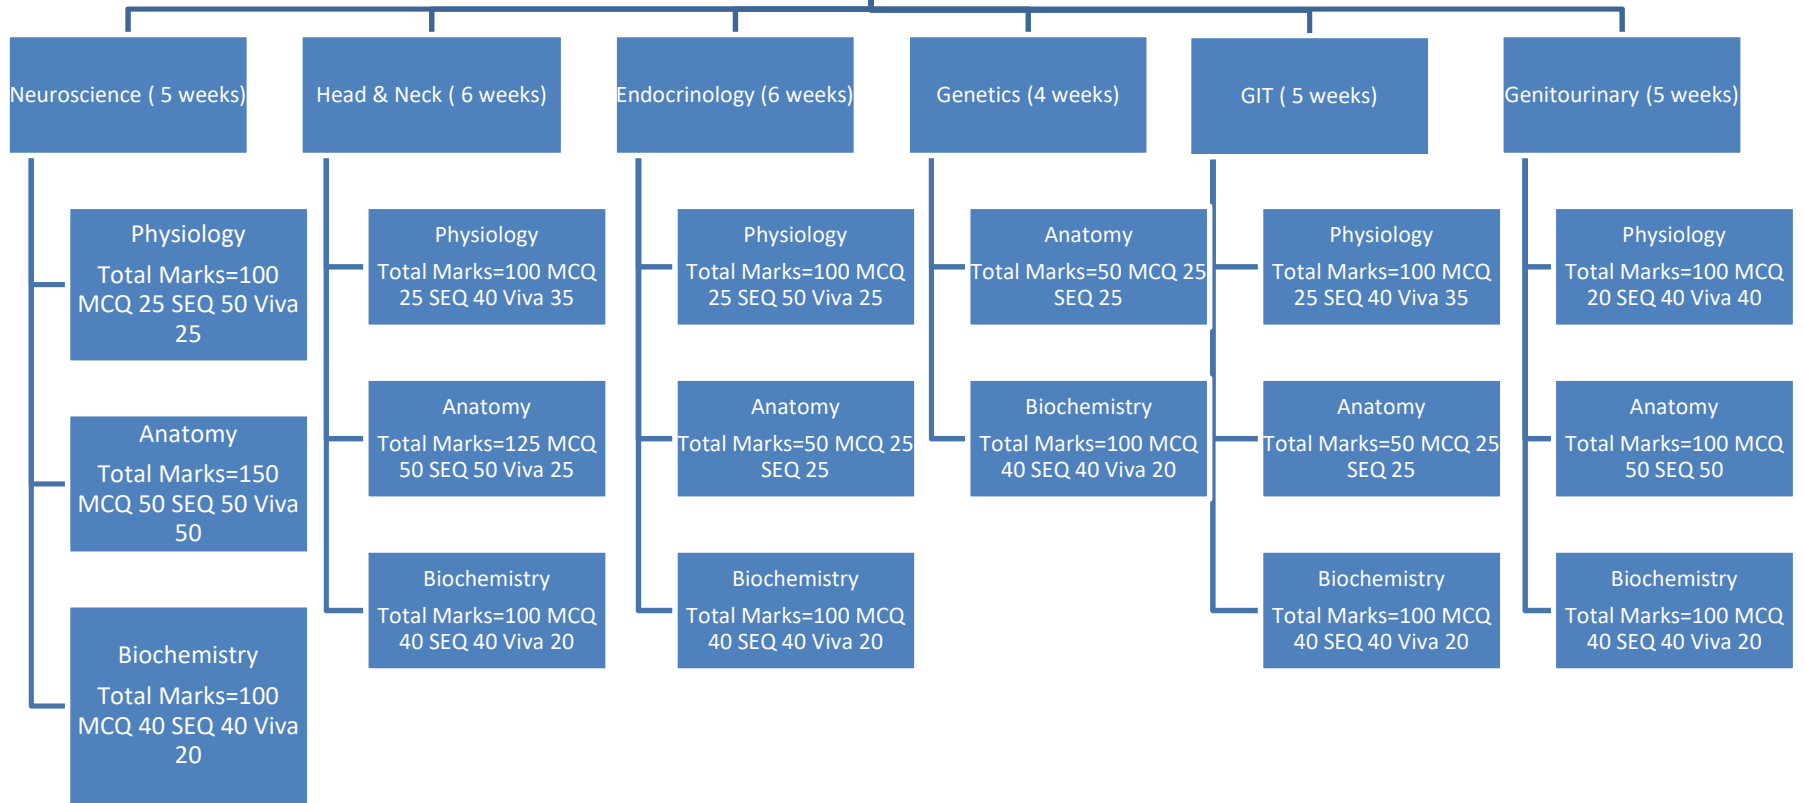 Neuroscience ( 5 weeks)
Head & Neck ( 6 weeks)
Endocrinology (6 weeks)
Genetics (4 weeks)
GIT ( 5 weeks)
Genitourinary (5 weeks)
Physiology
Total Marks=100
MCQ 25 SEQ 50 Viva
25
Anatomy
Total Marks=150
MCQ 50 SEQ 50 Viva
50
Biochemistry
Total Marks=100
MCQ 40 SEQ 40 Viva
20
Physiology
Total Marks=100 MCQ
25 SEQ 40 Viva 35
Anatomy
Total Marks=125 MCQ
50 SEQ 50 Viva 25
Biochemistry
Total Marks=100 MCQ
40 SEQ 40 Viva 20
Physiology
Total Marks=100 MCQ
25 SEQ 50 Viva 25
Anatomy
Total Marks=50 MCQ 25
SEQ 25
Biochemistry
Total Marks=100 MCQ
40 SEQ 40 Viva 20
Anatomy
Total Marks=50 MCQ 25
SEQ 25
Biochemistry
Total Marks=100 MCQ
40 SEQ 40 Viva 20
Physiology
Total Marks=100 MCQ
25 SEQ 40 Viva 35
Anatomy
Total Marks=50 MCQ 25
SEQ 25
Biochemistry
Total Marks=100 MCQ
40 SEQ 40 Viva 20
Physiology
Total Marks=100 MCQ
20 SEQ 40 Viva 40
Anatomy
Total Marks=100 MCQ
50 SEQ 50
Biochemistry
Total Marks=100 MCQ
40 SEQ 40 Viva 20